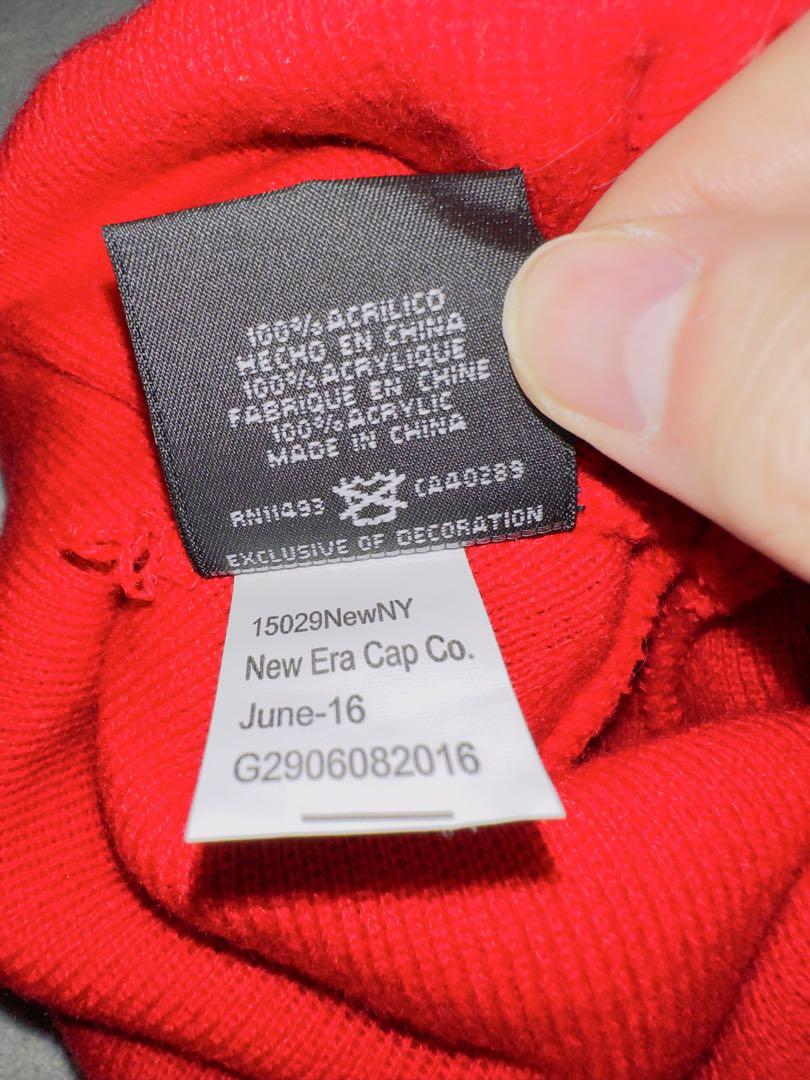 100% ACRILICO
HECHO EN CHINA
100% ACRYLIQUE
FABRIQUE EN CHINE
100% ACRYLIC
MADE IN CHINA
RN11493 CA40389
EXCLUSIVE OF DECORATION
15029NewNY
New Era Cap Co.
June-16
G2906082016